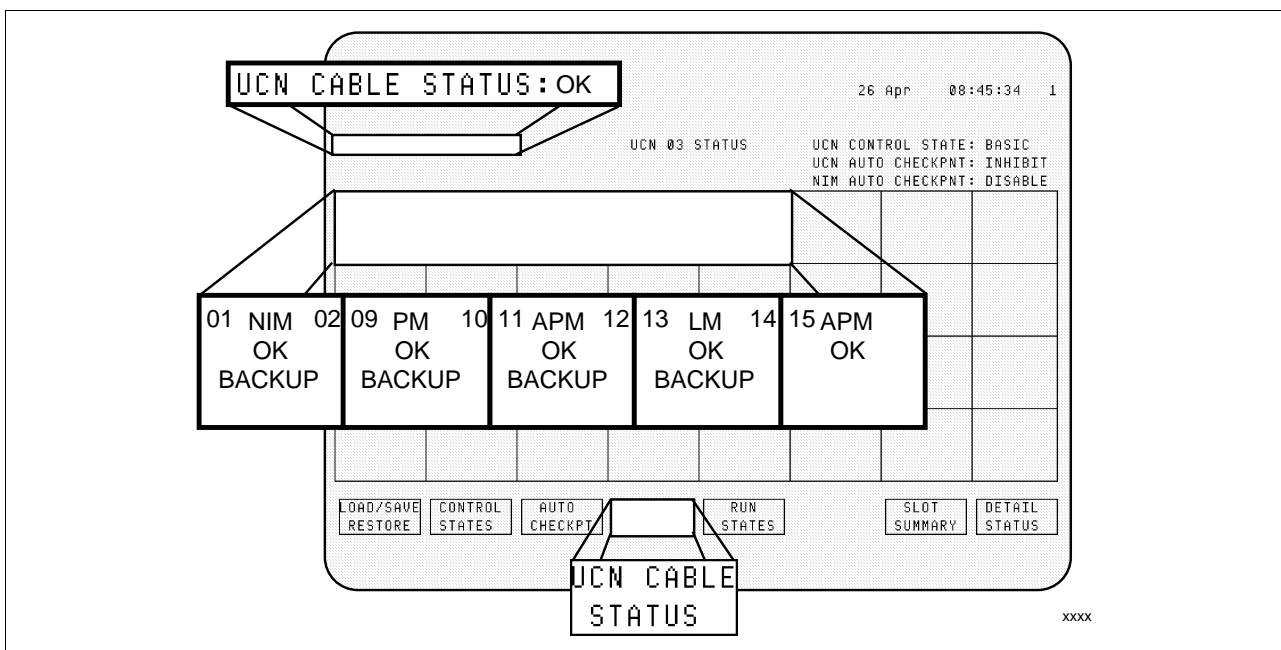 UCN CABLE STATUS: OK
26 Apr 08:45:34 1
UCN 03 STATUS
UCN CONTROL STATE: BASIC
UCN AUTO CHECKPNT: INHIBIT
NIM AUTO CHECKPNT: DISABLE
01 NIM 02
OK
BACKUP
09 PM 10
OK
BACKUP
11 APM 12
OK
BACKUP
13 LM 14
OK
BACKUP
15 APM
OK
LOAD/SAVE
RESTORE
CONTROL
STATES
AUTO
CHECKPT
UCN CABLE
STATUS
RUN
STATES
SLOT
SUMMARY
DETAIL
STATUS
xxxx